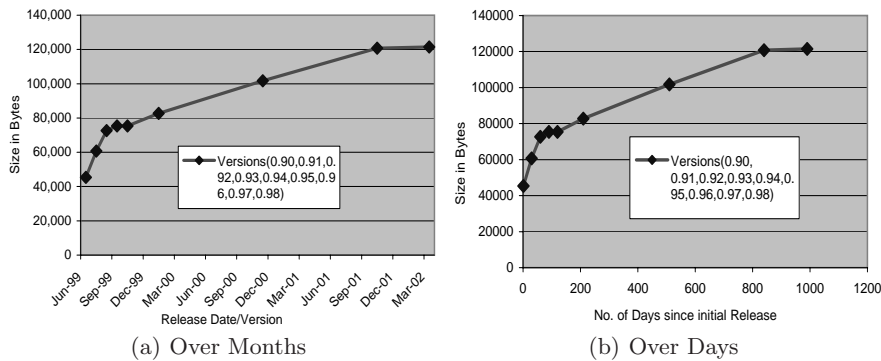 140,000
120,000
100,000
80,000
60,000
40,000
20,000
0
Size in Bytes
Versions(0.90,0.91,0.
92,0.93,0.94,0.95,0.9
6,0.97,0.98)
Jun-99
Sep-99
Dec-99
Mar-00
Jun-00
Sep-00
Dec-00
Mar-01
Jun-01
Sep-01
Dec-01
Mar-02
Release Date/Version
(a) Over Months
140000
120000
100000
80000
60000
40000
20000
0
Size in Bytes
Versions(0.90,
0.91,0.92,0.93,0.94,0.
95,0.96,0.97,0.98)
0
200
400
600
800
1000
1200
No. of Days since initial Release
(b) Over Days